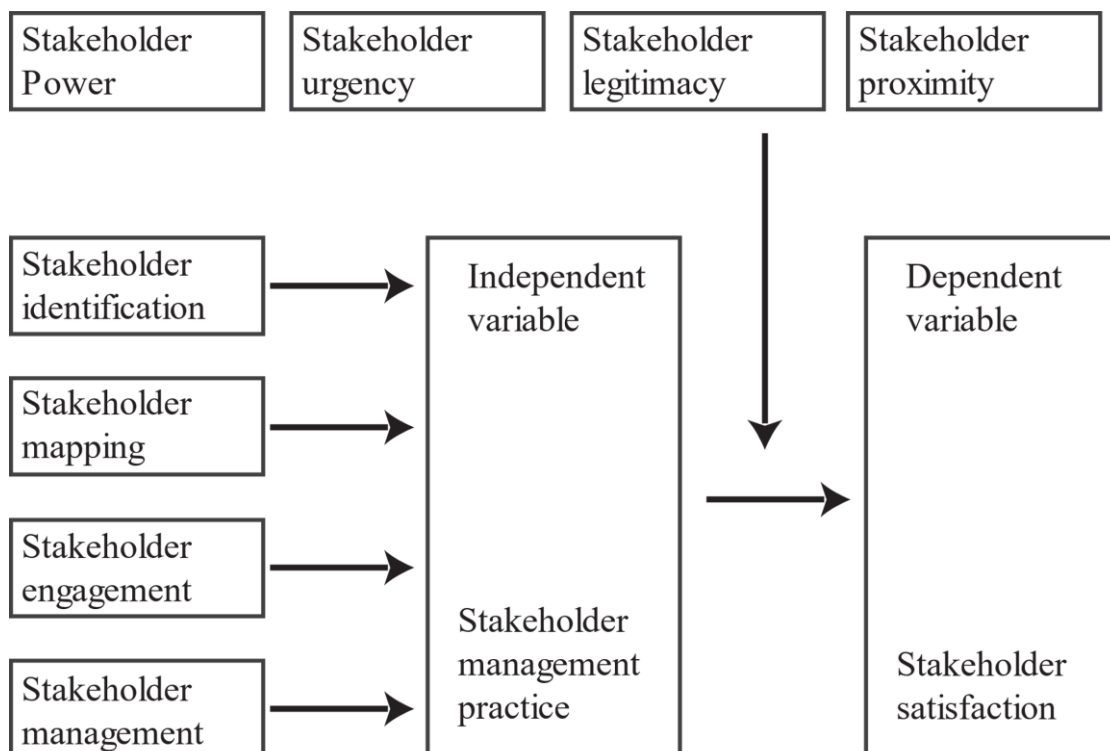 Stakeholder
Power
Stakeholder
urgency
Stakeholder
legitimacy
Stakeholder
proximity
Stakeholder
identification
Stakeholder
mapping
Stakeholder
engagement
Stakeholder
management
Independent
variable
Stakeholder
management
practice
Dependent
variable
Stakeholder
satisfaction